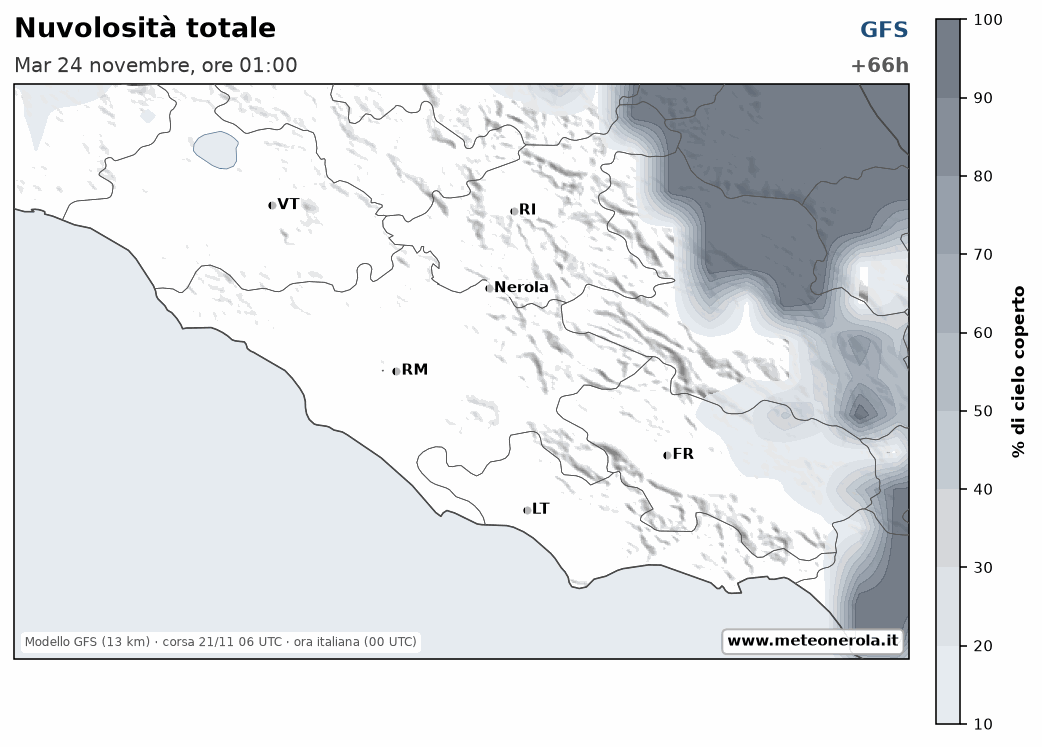 Nuvolosità totale
GFS
Mar 24 novembre, ore 01:00
+66h
VT
RI
Nerola
RM
FR
LT
Modello GFS (13 km) · corsa 21/11 06 UTC · ora italiana (00 UTC)
www.meteonerola.it
100
90
80
70
60
50
40
30
20
10
% di cielo coperto